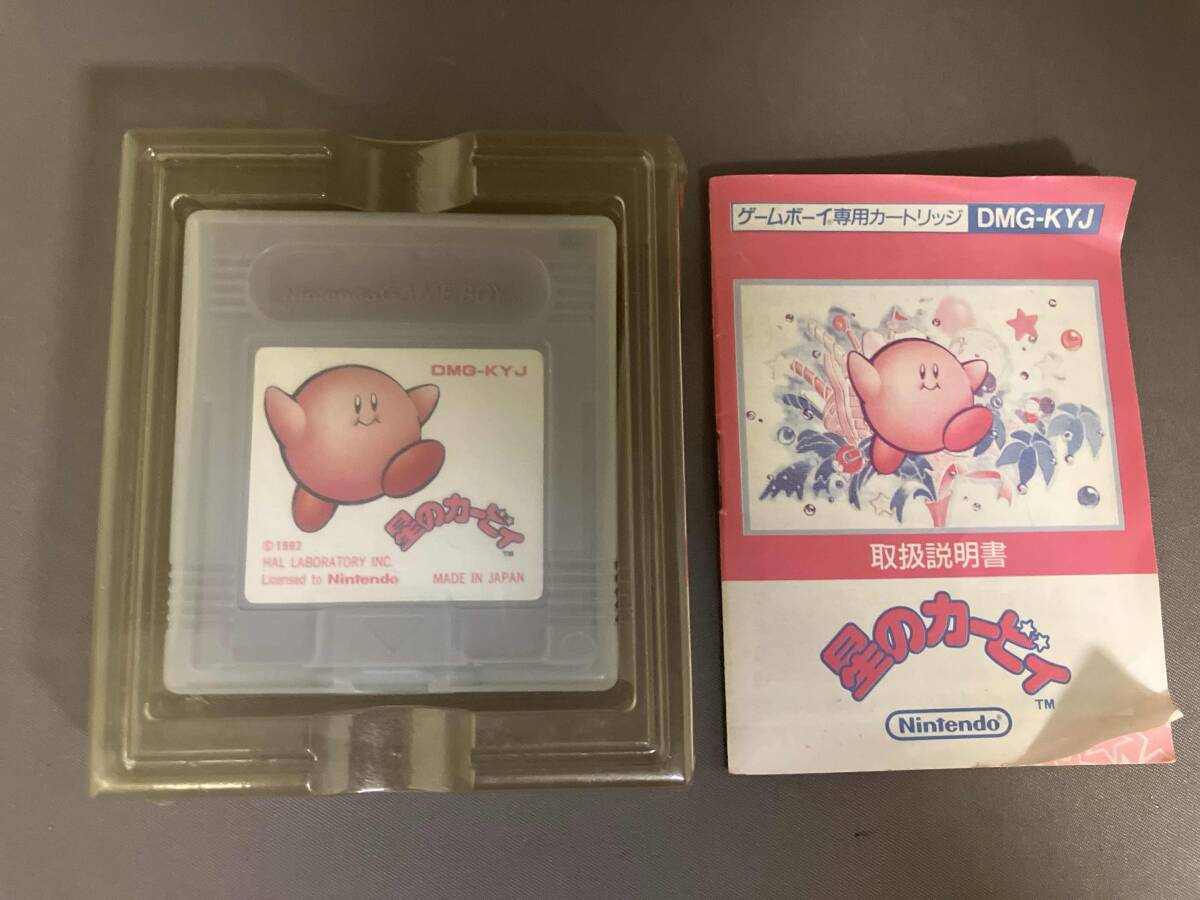 Nintendo GAME BOY
DMG-KYJ
星のカービィ
TM
©1992
HAL LABORATORY INC.
Licensed to Nintendo
MADE IN JAPAN
ゲームボーイ®専用カートリッジ DMG-KYJ
取扱説明書
星のカービィ
TM
Nintendo®